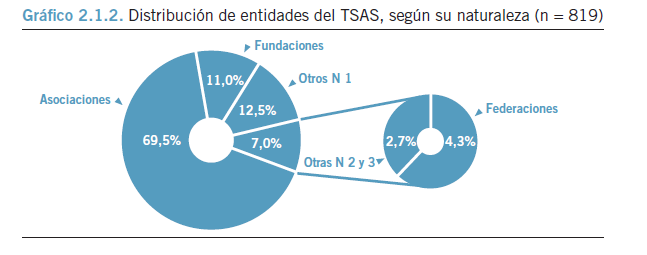 Gráfico 2.1.2. Distribución de entidades del TSAS, según su naturaleza (n = 819)
Fundaciones
11,0%
Otros N 1
Asociaciones
12,5%
Federaciones
69,5%
7,0%
2,7%
4,3%
Otras N 2 y 3